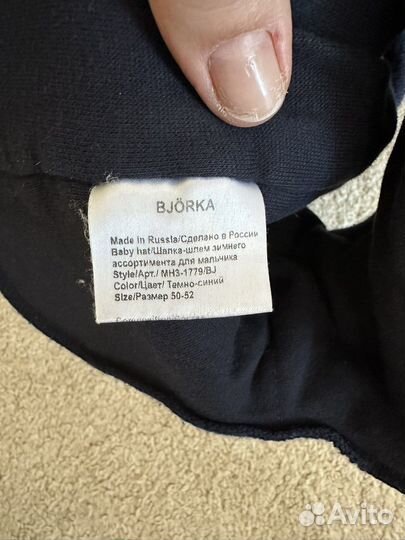 BJÖRKA
Made in Russia/Сделано в России
Baby hat/Шапка-шлем зимнего
ассортимента для мальчика
Style/Арт./ МНЗ-1779/BJ
Color/Цвет/ Темно-синий
Size/Размер 50-52
Avito